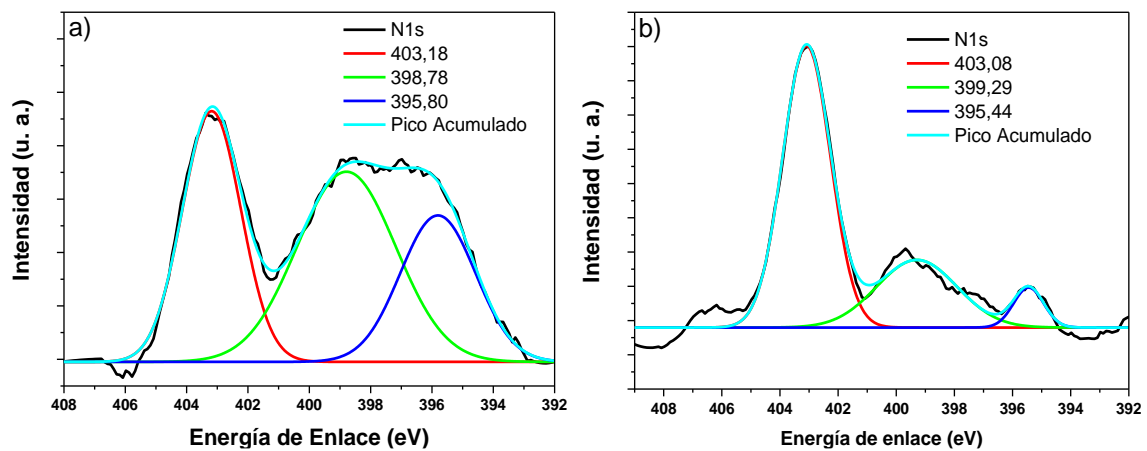 a)
N1s
403,18
398,78
395,80
Pico Acumulado
Intensidad (u. a.)
408 406 404 402 400 398 396 394 392
Energía de Enlace (eV)
b)
N1s
403,08
399,29
395,44
Pico Acumulado
Intensidad (u. a.)
408 406 404 402 400 398 396 394 392
Energía de enlace (eV)